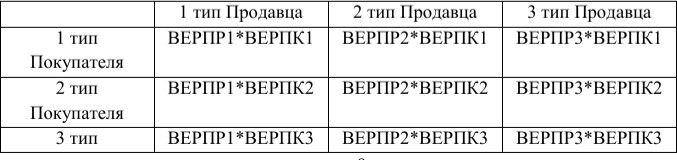 1 тип Продавца 2 тип Продавца 3 тип Продавца
1 тип ВЕРПР1*ВЕРПК1 ВЕРПР2*ВЕРПК1 ВЕРПР3*ВЕРПК1
Покупателя
2 тип ВЕРПР1*ВЕРПК2 ВЕРПР2*ВЕРПК2 ВЕРПР3*ВЕРПК2
Покупателя
3 тип ВЕРПР1*ВЕРПК3 ВЕРПР2*ВЕРПК3 ВЕРПР3*ВЕРПК3